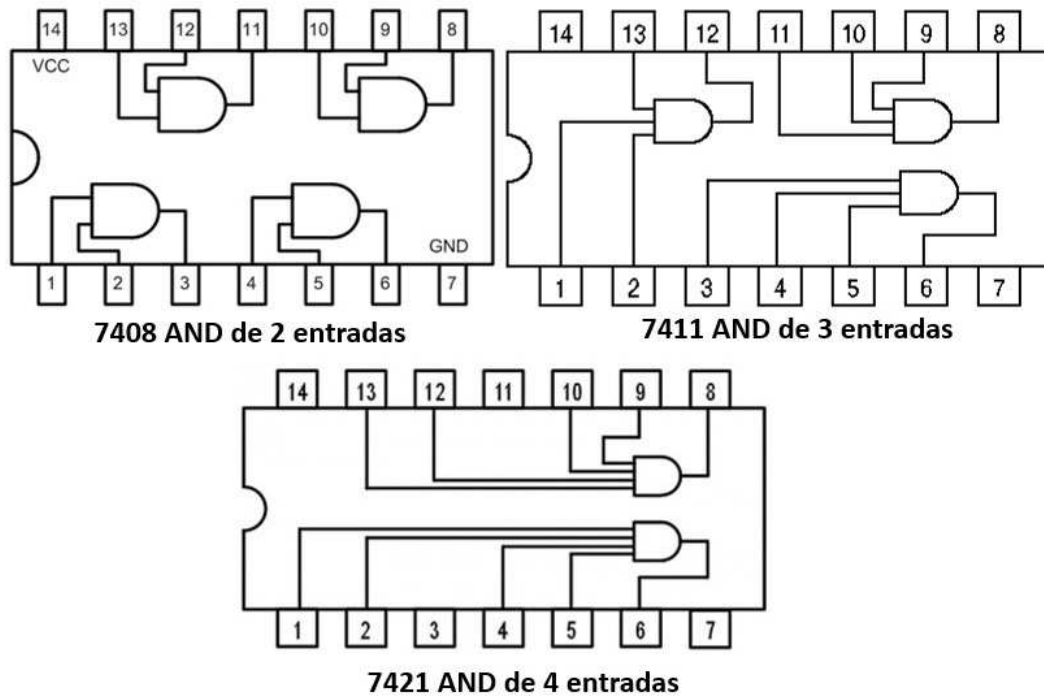 14 13 12 11 10 9 8
VCC
GND
1 2 3 4 5 6 7
7408 AND de 2 entradas
14 13 12 11 10 9 8
1 2 3 4 5 6 7
7411 AND de 3 entradas
14 13 12 11 10 9 8
1 2 3 4 5 6 7
7421 AND de 4 entradas